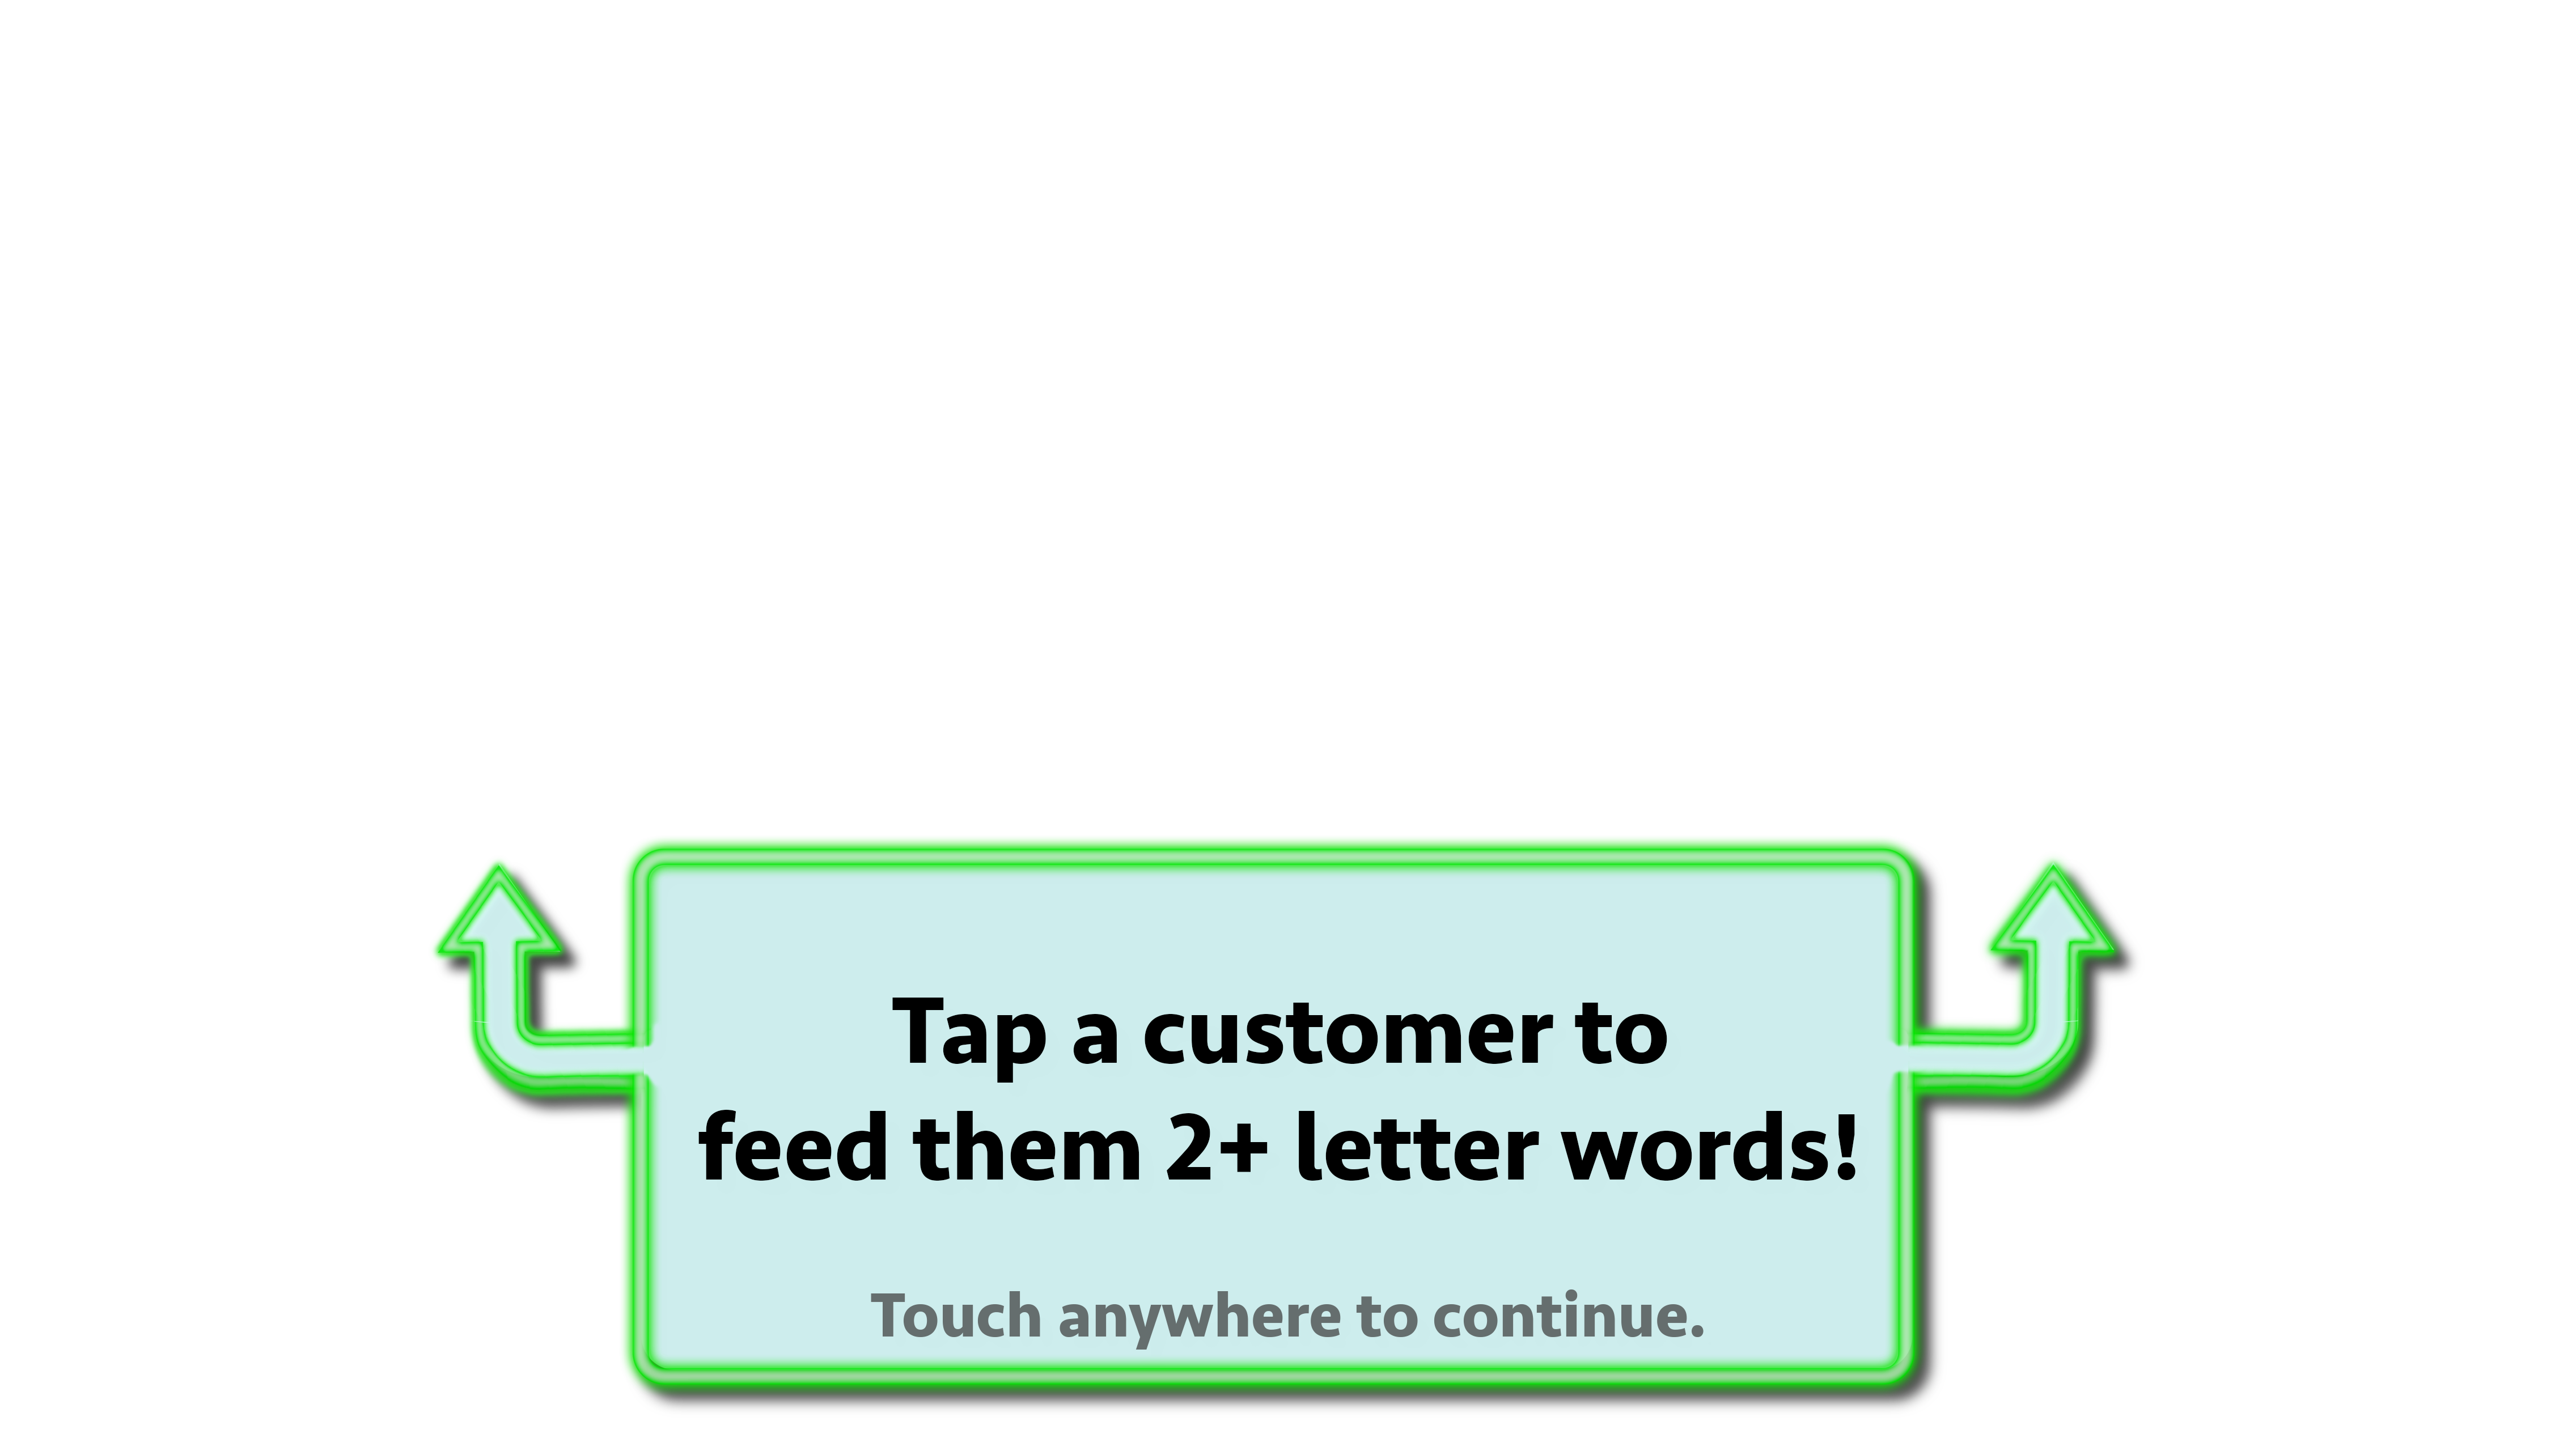 Tap a customer to
feed them 2+ letter words!
Touch anywhere to continue.